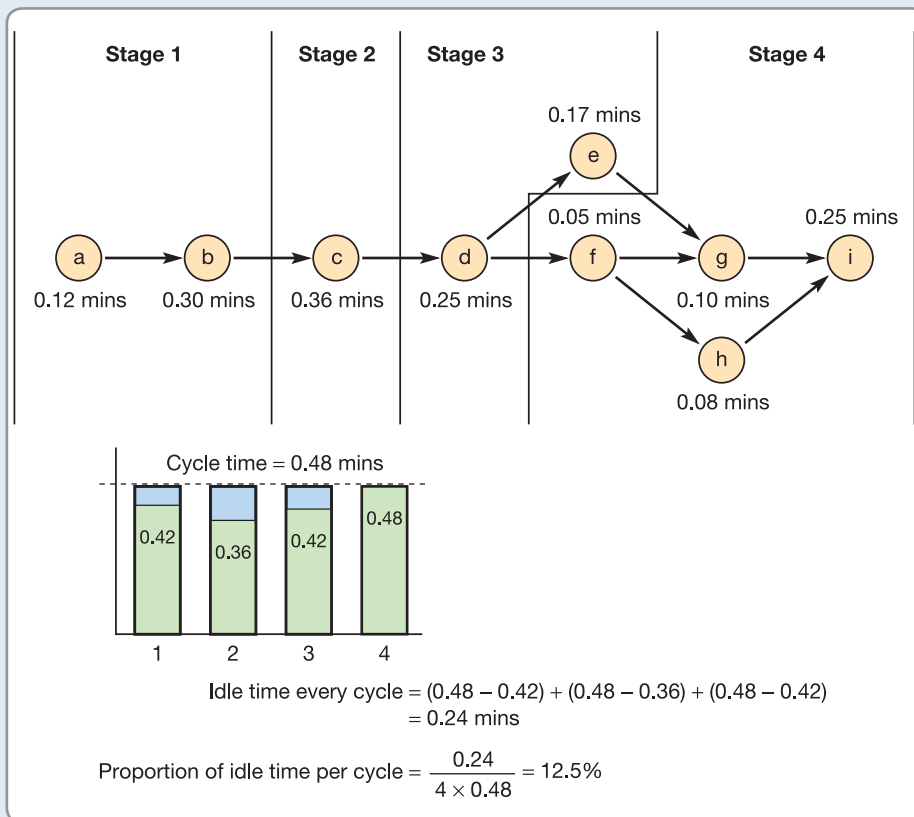 Stage 1 Stage 2 Stage 3 Stage 4
0.17 mins
e
0.05 mins 0.25 mins
a b c d f g i
0.12 mins 0.30 mins 0.36 mins 0.25 mins 0.10 mins
h
0.08 mins
Cycle time = 0.48 mins
0.42 0.36 0.42 0.48
1 2 3 4
Idle time every cycle = (0.48 – 0.42) + (0.48 – 0.36) + (0.48 – 0.42)
= 0.24 mins
Proportion of idle time per cycle = 0.24 / 4 × 0.48 = 12.5%